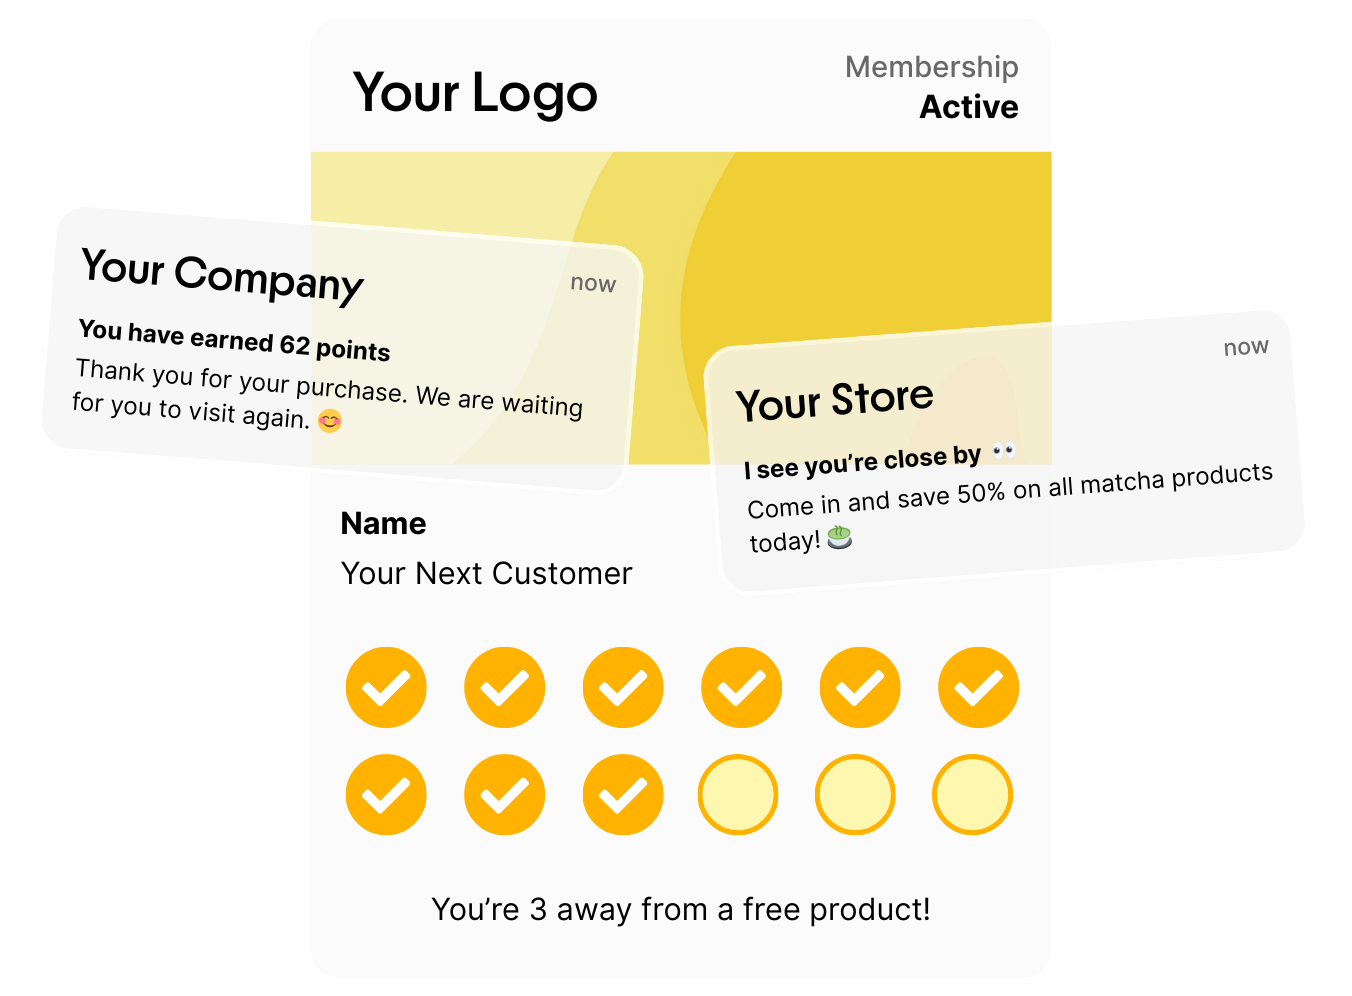 Your Logo
Membership
Active
Your Company
now
You have earned 62 points
Thank you for your purchase. We are waiting
for you to visit again. 😊
now
Your Store
I see you’re close by 👀
Come in and save 50% on all matcha products
today! 🍵
Name
Your Next Customer
You’re 3 away from a free product!